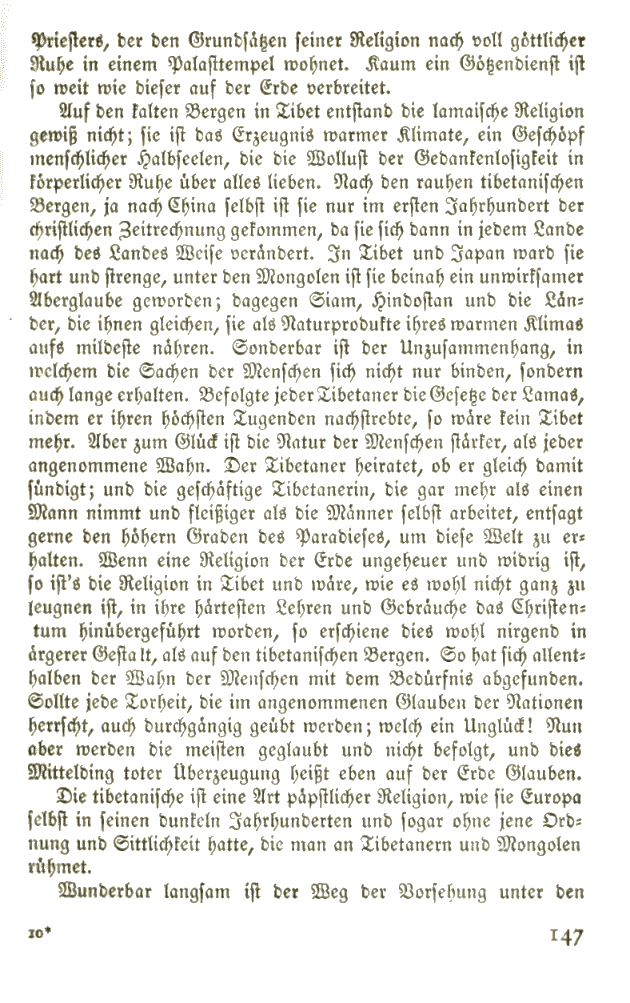 Priesters, der den Grundsätzen seiner Religion nach voll göttlicher
Ruhe in einem Palasttempel wohnet. Kaum ein Götzendienst ist
so weit wie dieser auf der Erde verbreitet.
Auf den kalten Bergen in Tibet entstand die lamaische Religion
gewiß nicht; sie ist das Erzeugnis warmer Klimate, ein Geschöpf
menschlicher Halbseelen, die die Wollust der Gedankenlosigkeit in
körperlicher Ruhe über alles lieben. Nach den rauhen tibetanischen
Bergen, ja nach China selbst ist sie nur im ersten Jahrhundert der
christlichen Zeitrechnung gekommen, da sie sich dann in jedem Lande
nach des Landes Weise verändert. In Tibet und Japan ward sie
hart und strenge, unter den Mongolen ist sie beinah ein unwirksamer
Aberglaube geworden; dagegen Siam, Hindostan und die Län-
der, die ihnen gleichen, sie als Naturprodukte ihres warmen Klimas
aufs mildeste nähren. Sonderbar ist der Unzusammenhang, in
welchem die Sachen der Menschen sich nicht nur binden, sondern
auch lange erhalten. Befolgte jeder Tibetaner die Gesetze der Lamas,
indem er ihren höchsten Tugenden nachstrebte, so wäre kein Tibet
mehr. Aber zum Glück ist die Natur der Menschen stärker, als jeder
angenommene Wahn. Der Tibetaner heiratet, ob er gleich damit
sündigt; und die geschäftige Tibetanerin, die gar mehr als einen
Mann nimmt und fleißiger als die Männer selbst arbeitet, entsagt
gerne den höhern Graden des Paradieses, um diese Welt zu er-
halten. Wenn eine Religion der Erde ungeheuer und widrig ist,
so ist's die Religion in Tibet und wäre, wie es wohl nicht ganz zu
leugnen ist, in ihre härtesten Lehren und Gebräuche das Christen-
tum hinübergeführt worden, so erschiene dies wohl nirgend in
ärgerer Gestalt, als auf den tibetanischen Bergen. So hat sich allent-
halben der Wahn der Menschen mit dem Bedürfnis abgefunden.
Sollte jede Torheit, die im angenommenen Glauben der Nationen
herrscht, auch durchgängig geübt werden; welch ein Unglück! Nun
aber werden die meisten geglaubt und nicht befolgt, und dies
Mittelding toter Überzeugung heißt eben auf der Erde Glauben.
Die tibetanische ist eine Art päpstlicher Religion, wie sie Europa
selbst in seinen dunkeln Jahrhunderten und sogar ohne jene Ord-
nung und Sittlichkeit hatte, die man an Tibetanern und Mongolen
rühmet.
Wunderbar langsam ist der Weg der Vorsehung unter den
10*
147